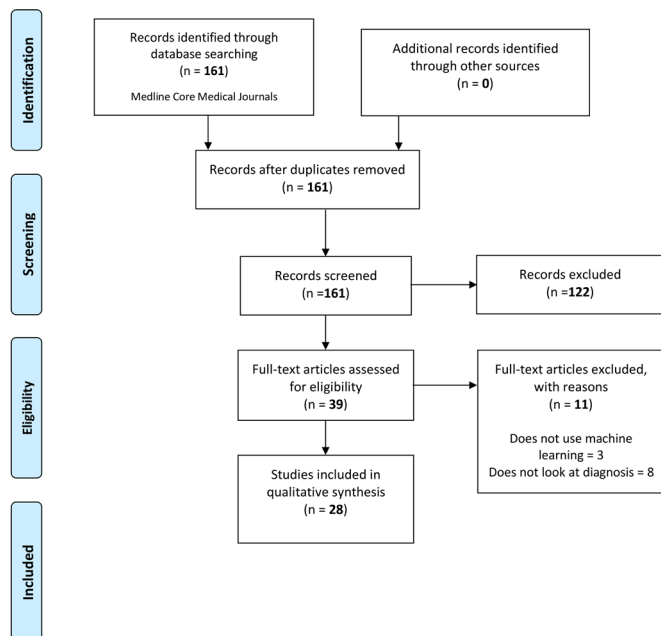 Identification
Records identified through
database searching
(n = 161)
Medline Core Medical Journals
Additional records identified
through other sources
(n = 0)
Records after duplicates removed
(n = 161)
Screening
Records screened
(n =161)
Records excluded
(n =122)
Eligibility
Full-text articles assessed
for eligibility
(n = 39)
Full-text articles excluded,
with reasons
(n = 11)
Does not use machine
learning = 3
Does not look at diagnosis = 8
Studies included in
qualitative synthesis
(n = 28)
Included